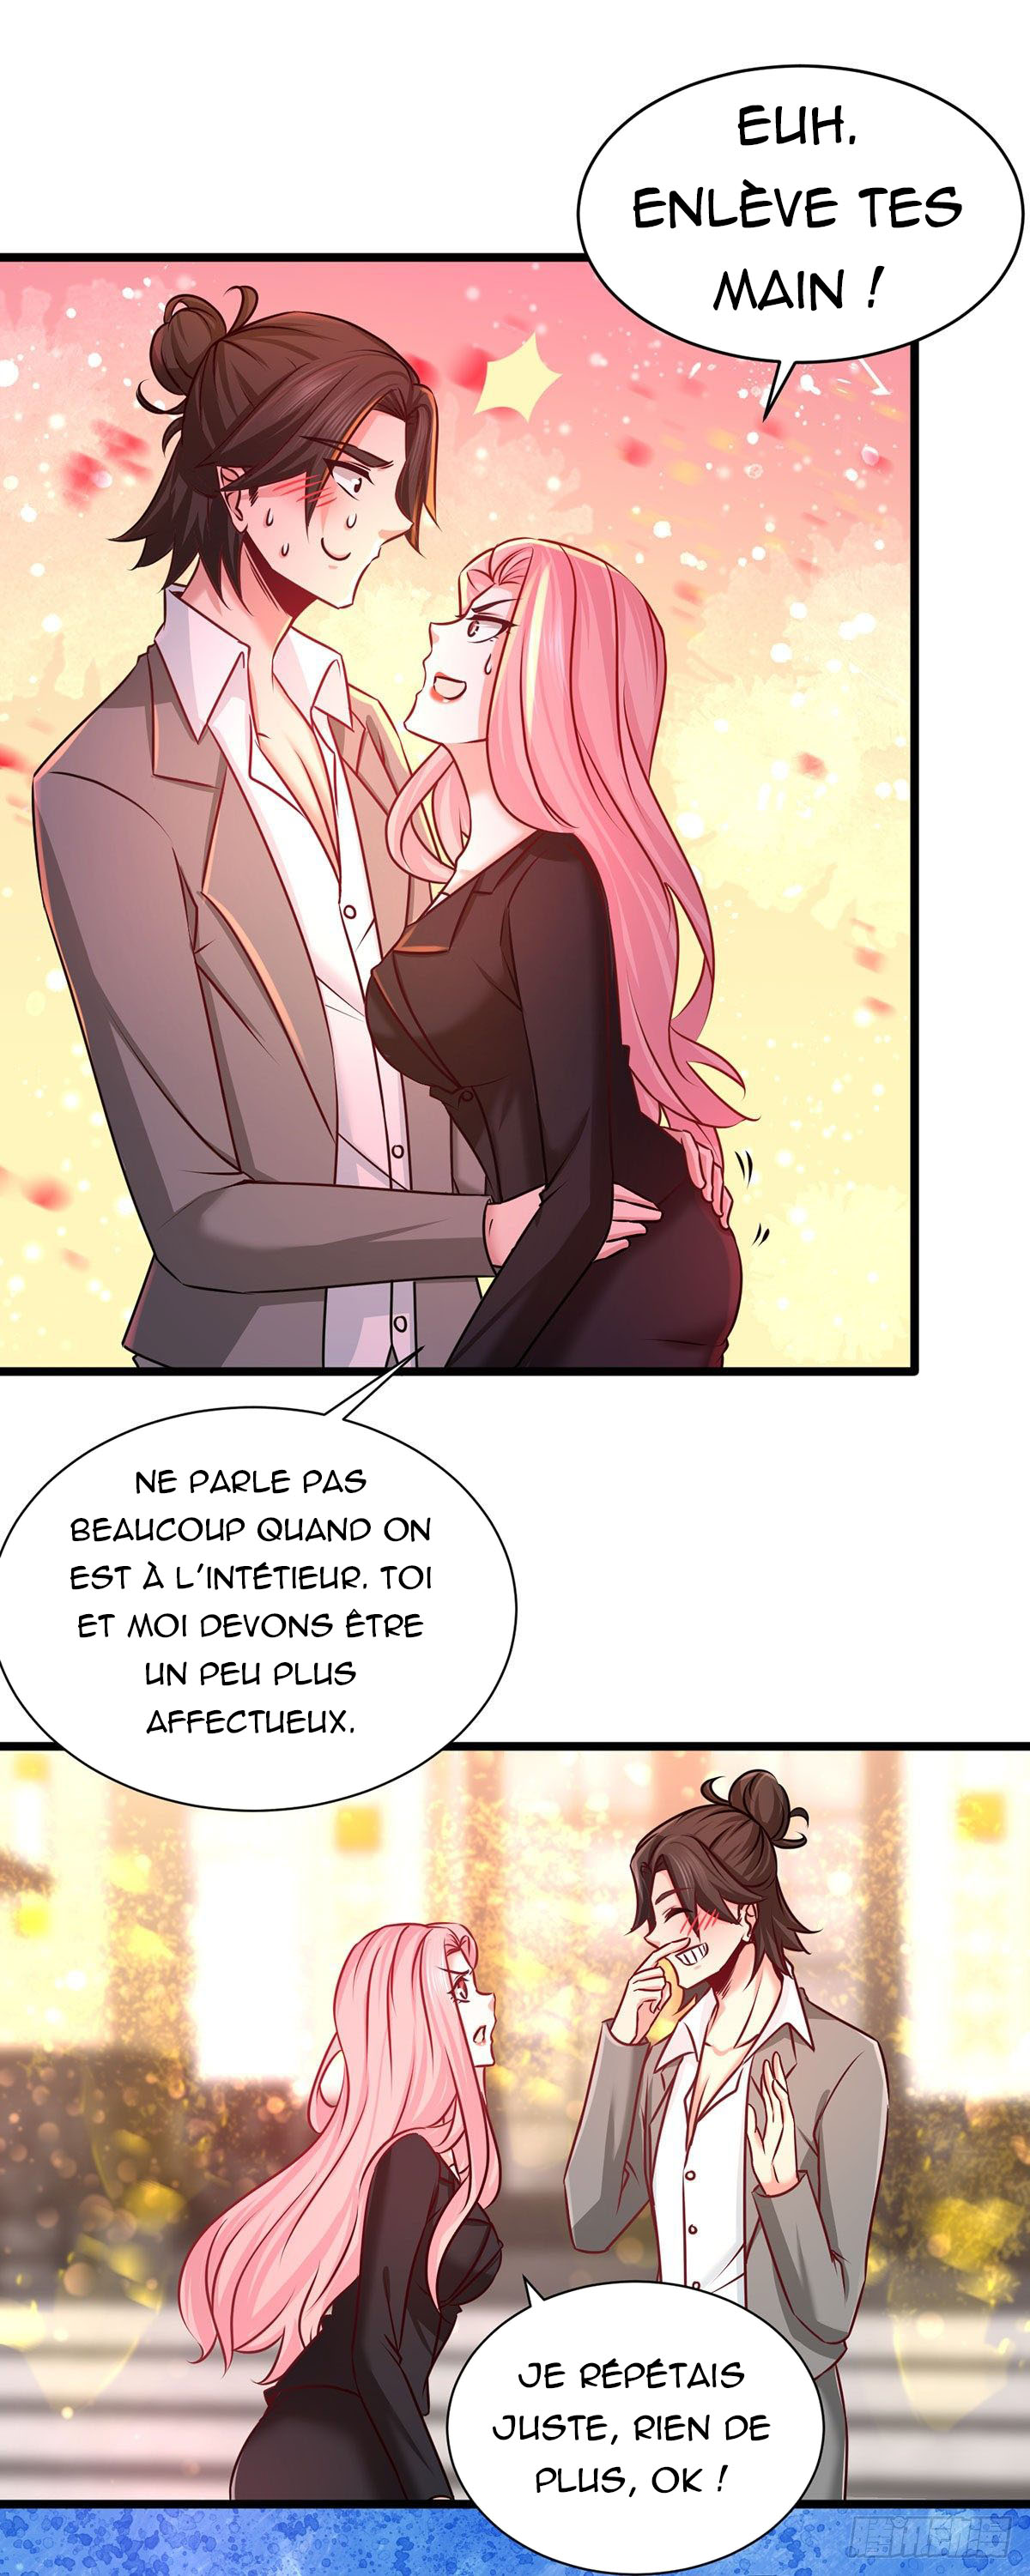 EUH.
ENLÈVE TES
MAIN !
NE PARLE PAS
BEAUCOUP QUAND ON
EST À L'INTÉTIEUR. TOI
ET MOI DEVONS ÊTRE
UN PEU PLUS
AFFECTUEUX.
JE RÉPÉTAIS
JUSTE, RIEN DE
PLUS, OK !